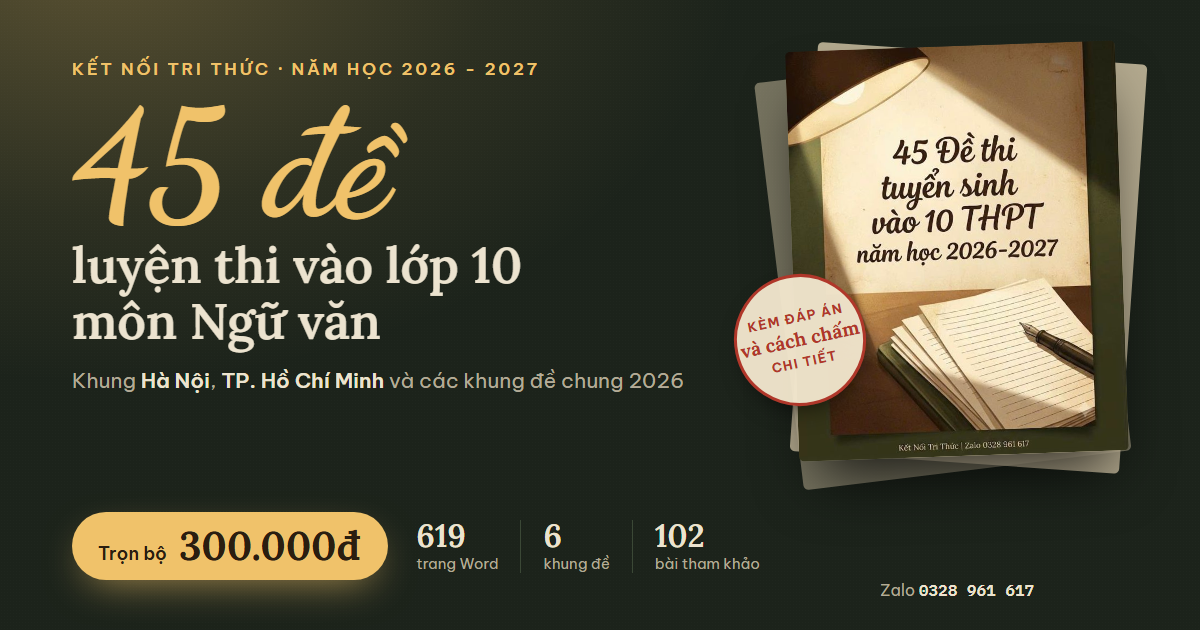 KẾT NỐI TRI THỨC · NĂM HỌC 2026 - 2027
45 đề
luyện thi vào lớp 10
môn Ngữ văn
Khung Hà Nội, TP. Hồ Chí Minh và các khung đề chung 2026
Trọn bộ 300.000đ
619
trang Word
6
khung đề
102
bài tham khảo
45 Đề thi
tuyển sinh
vào 10 THPT
năm học 2026-2027
KÈM ĐÁP ÁN
và cách chấm
CHI TIẾT
Kết Nối Tri Thức | Zalo 0328 961 617
Zalo 0328 961 617